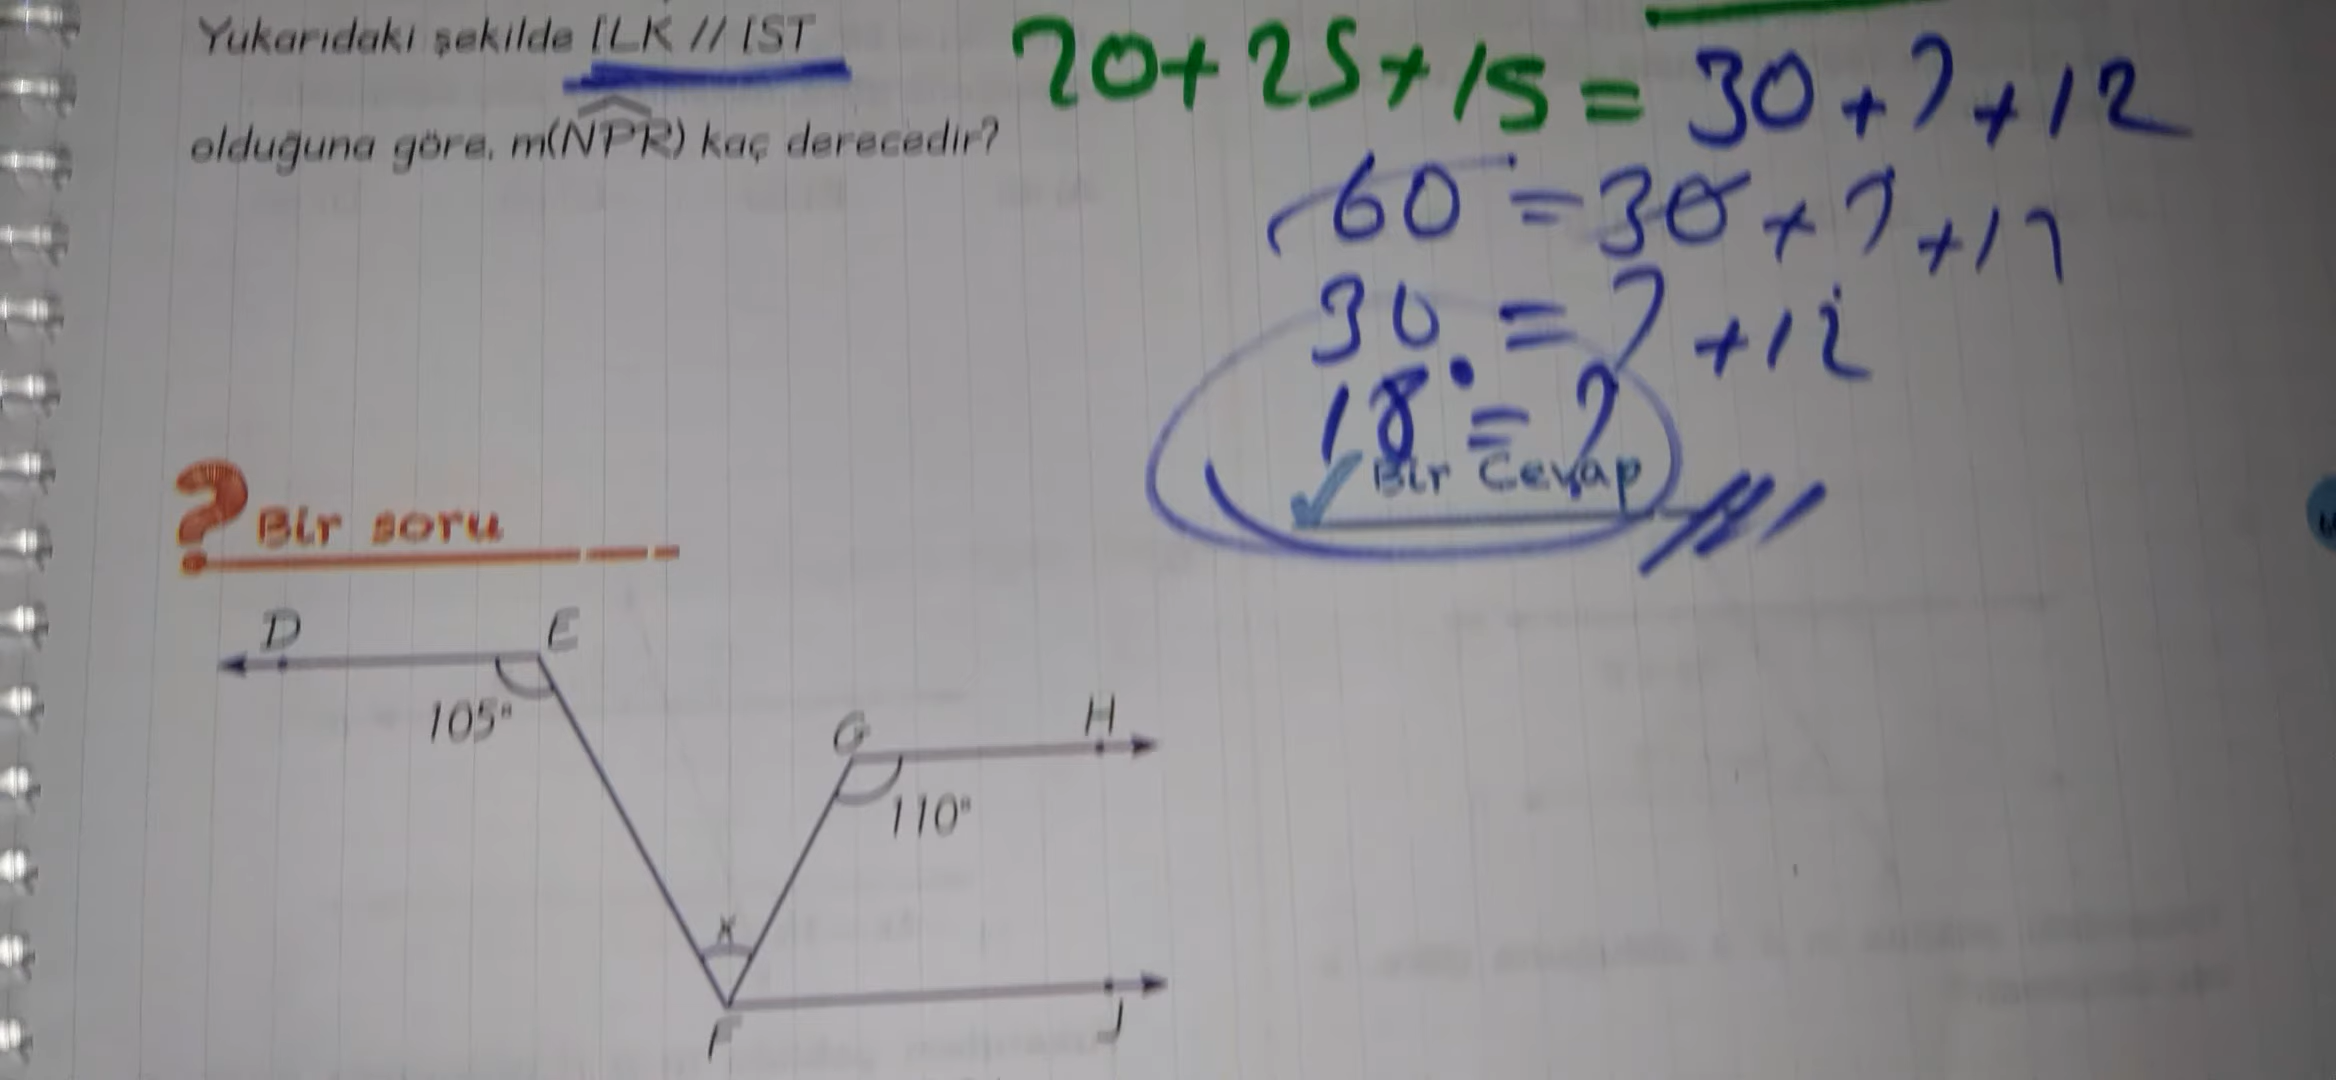 Yukarıdaki şekilde [LK // [ST
olduğuna göre, m(NPR) kaç derecedir?
20+25+15=30+?+12
60=30+?+12
30=?+12
18°=?
Bir Cevap
Bir soru
D E
105°
G H
110°
x
F J